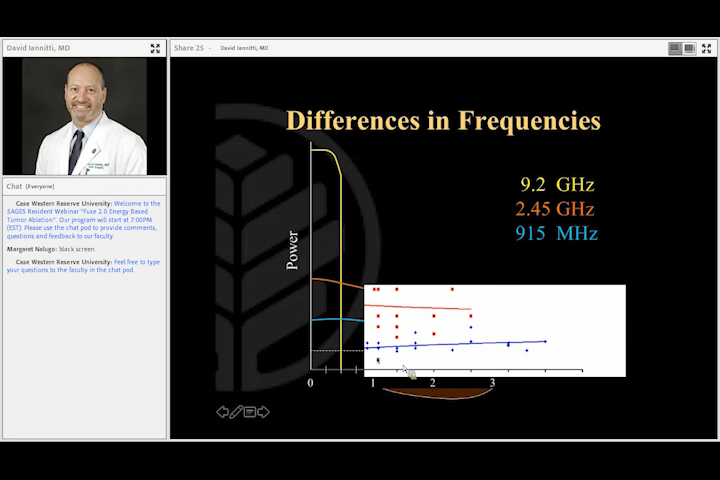 David Iannitti, MD
Share 25 - David Iannitti, MD
Chat (Everyone)
Case Western Reserve University: Welcome to the
SAGES Resident Webinar "Fuse 2.0 Energy Based
Tumor Ablation". Our program will start at 7:00PM
(EST) Please use the chat pod to provide comments,
questions and feedback to our faculty.
Margaret Nalugo: black screen
Case Western Reserve University: Feel free to type
your questions to the faculty in the chat pod.
Differences in Frequencies
9.2 GHz
2.45 GHz
915 MHz
Power
0 1 2 3